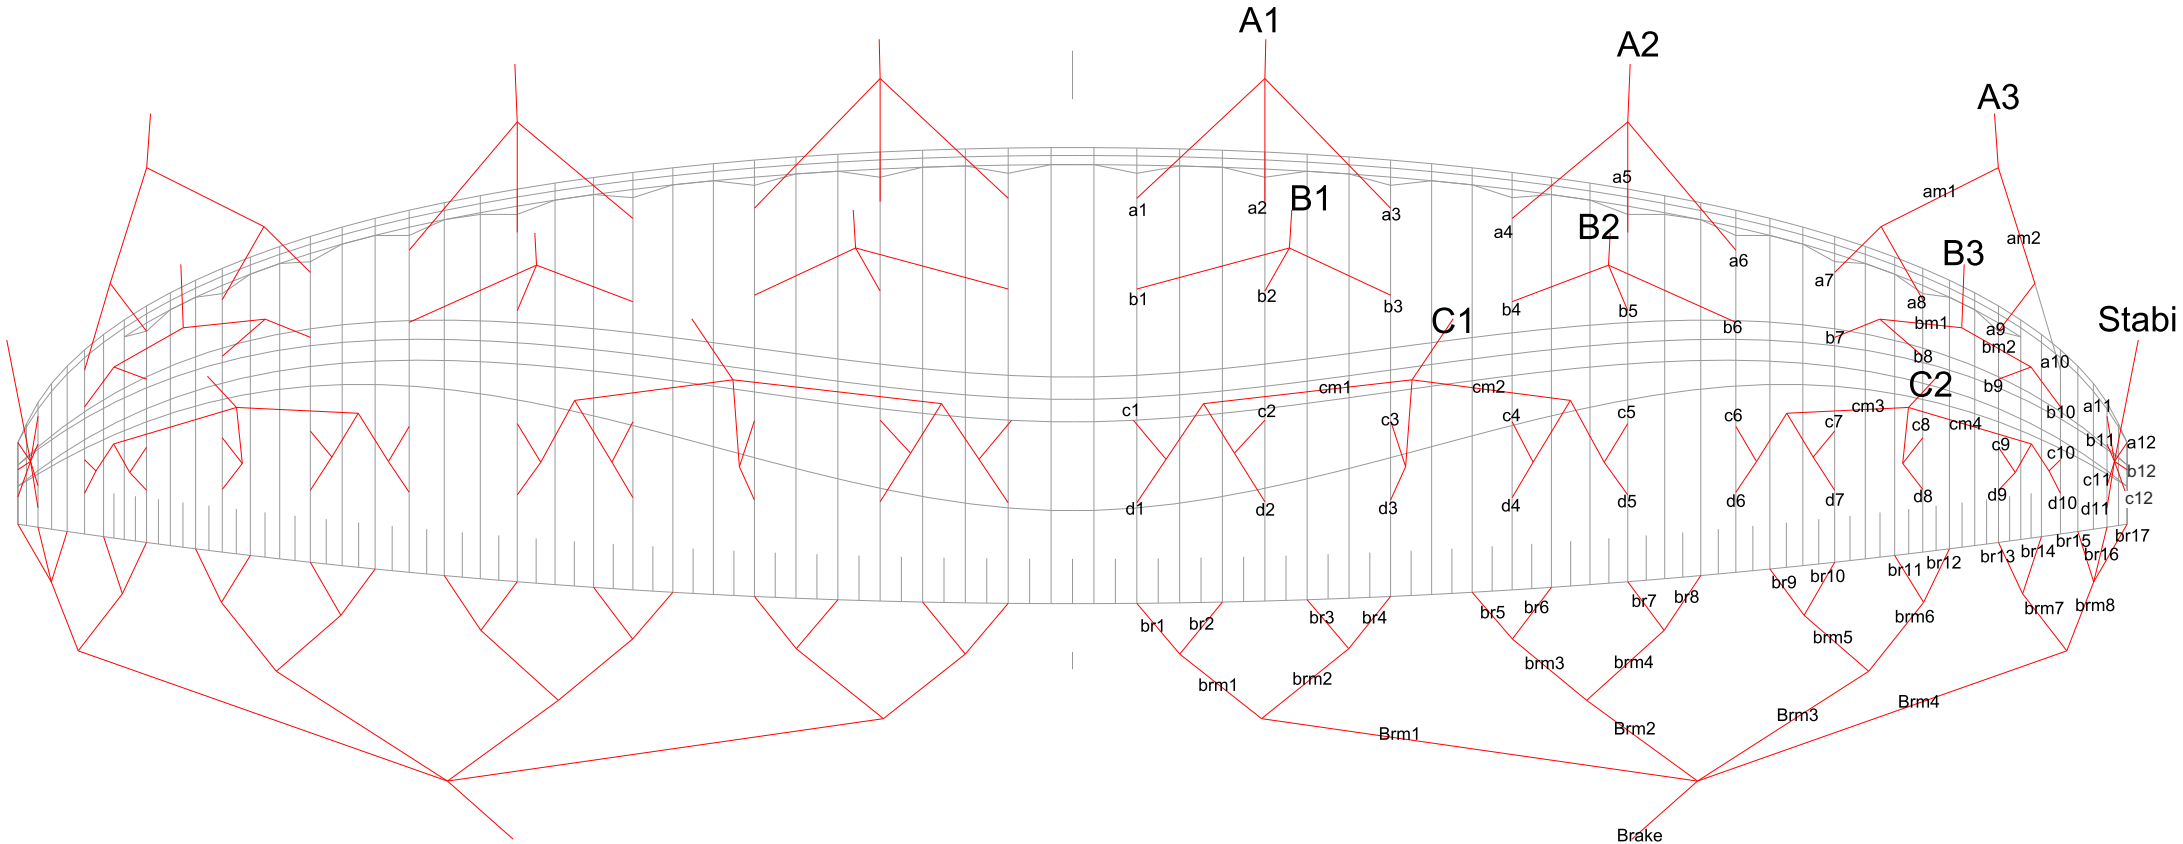 A1
A2
A3
a5
am1
a1
a2
B1
a3
a4
B2
a6
am2
B3
a7
b1
b2
b3
b4
b5
b6
a8
bm1
a9
Stabi
C1
b7
b8
bm2
a10
cm1
cm2
C2
b9
c1
c2
c3
c4
c5
c6
c7
cm3
c8
cm4
b10
a11
c9
c10
b11
a12
b12
c11
c12
d1
d2
d3
d4
d5
d6
d7
d8
d9
d10
d11
br1
br2
br3
br4
br5
br6
br7
br8
br9
br10
br11
br12
br13
br14
br15
br16
br17
brm1
brm2
brm3
brm4
brm5
brm6
brm7
brm8
Brm1
Brm2
Brm3
Brm4
Brake